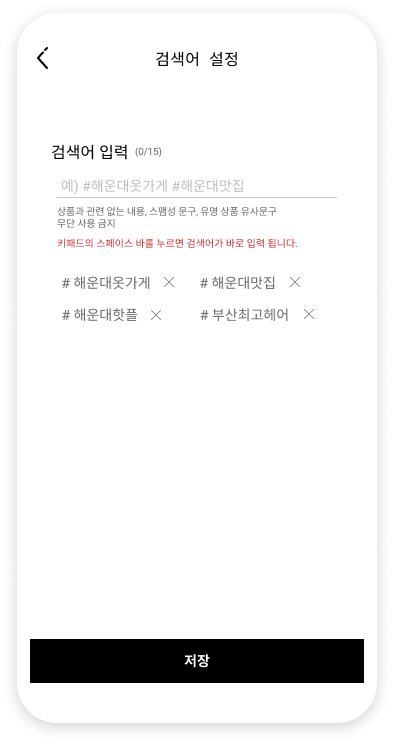 검색어 설정
검색어 입력 (0/15)
예) #해운대옷가게 #해운대맛집
상품과 관련 없는 내용, 스팸성 문구, 유명 상품 유사문구
무단 사용 금지
키패드의 스페이스 바를 누르면 검색어가 바로 입력 됩니다.
# 해운대옷가게 # 해운대맛집
# 해운대핫플 # 부산최고헤어
저장